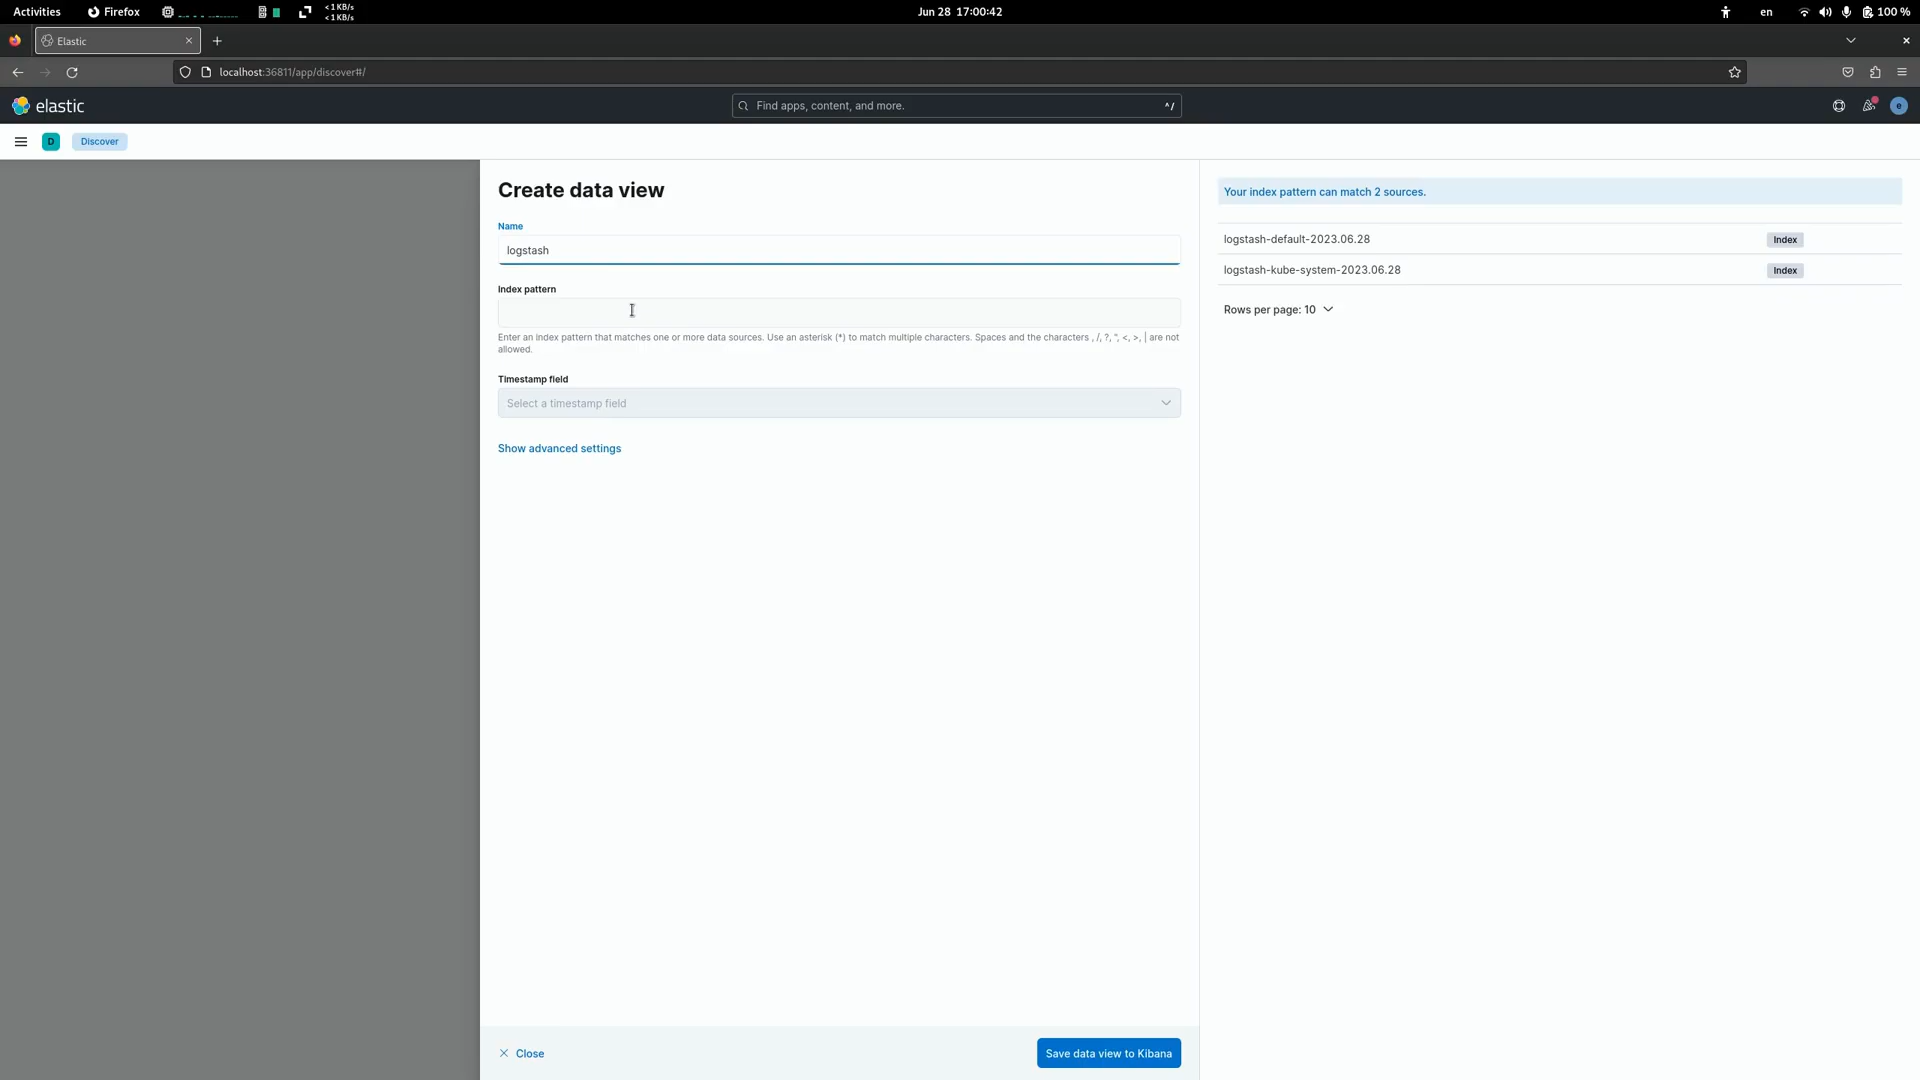 Activities
Firefox
< 1 KB/s
< 1 KB/s
Jun 28 17:00:42
en
100 %
Elastic
localhost:36811/app/discover#/
elastic
Find apps, content, and more.
^/
e
D
Discover
Create data view
Name
logstash
Index pattern
Enter an index pattern that matches one or more data sources. Use an asterisk (*) to match multiple characters. Spaces and the characters , /, ?, ", <, >, | are not
allowed.
Timestamp field
Select a timestamp field
Show advanced settings
Close
Save data view to Kibana
Your index pattern can match 2 sources.
logstash-default-2023.06.28
Index
logstash-kube-system-2023.06.28
Index
Rows per page: 10